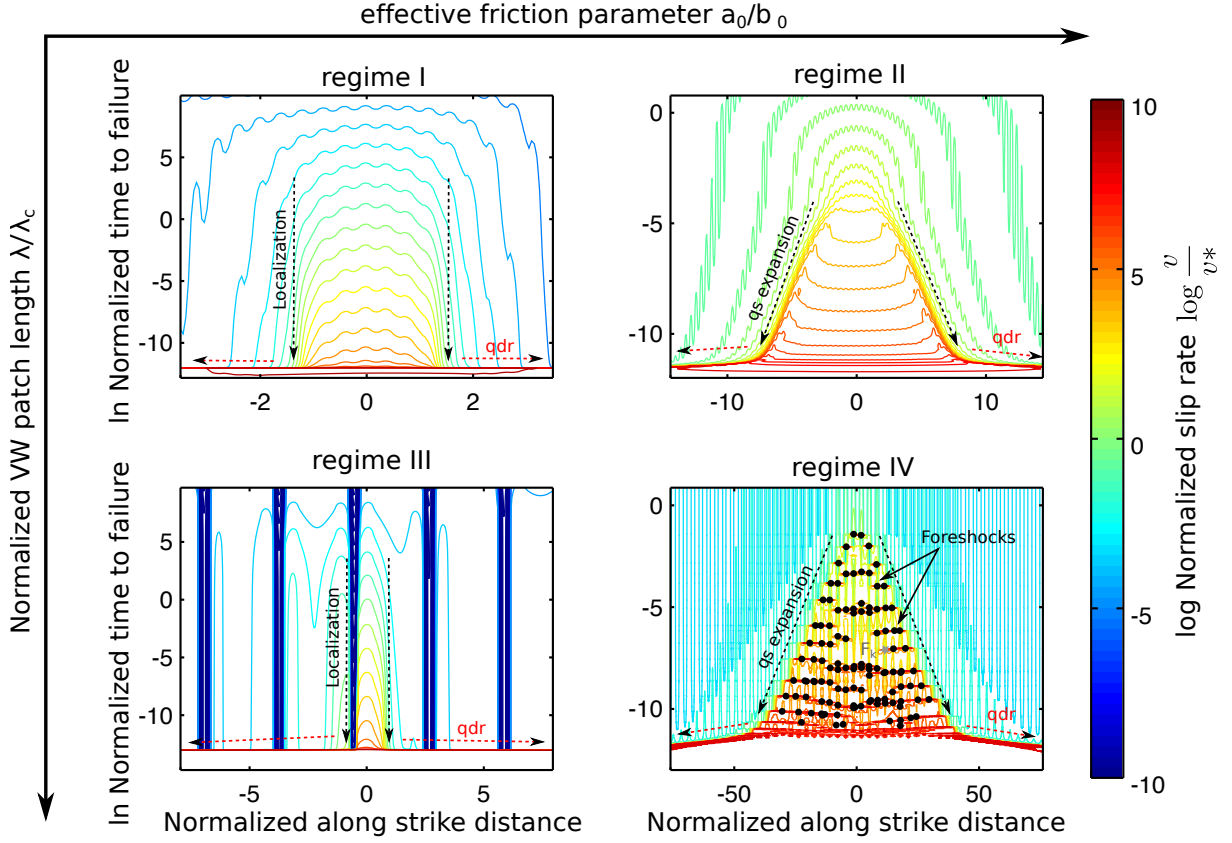 effective friction parameter a0/b0
Normalized VW patch length λ/λc
regime I
ln Normalized time to failure
5
0
-5
-10
-2
0
2
Localization
qdr
regime II
0
-5
-10
-10
0
10
qs expansion
qdr
regime III
ln Normalized time to failure
5
0
-5
-10
-5
0
5
Localization
qdr
Normalized along strike distance
regime IV
0
-5
-10
-50
0
50
qs expansion
Foreshocks
Fk
qdr
Normalized along strike distance
10
5
0
-5
-10
log Normalized slip rate log v/v*